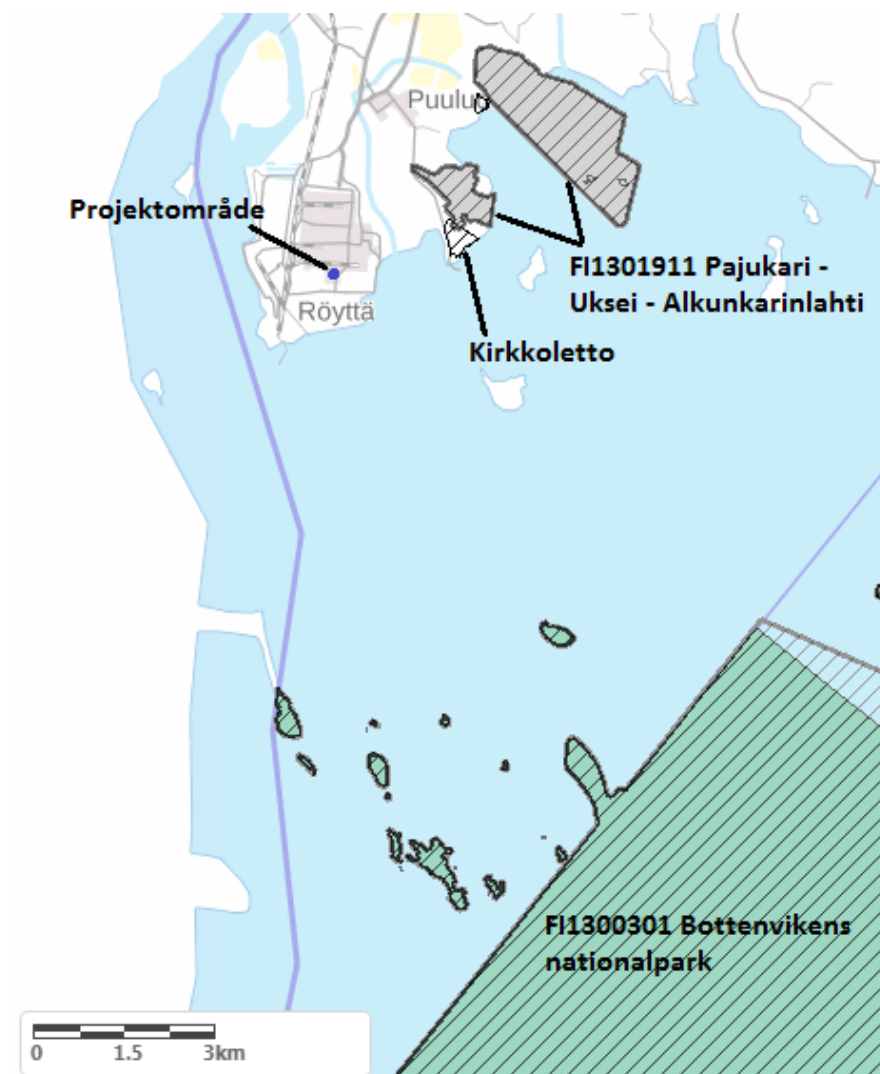 Puulu
Projektområde
FI1301911 Pajukari -
Uksei - Alkunkarinlahti
Röyttä
Kirkkoletto
FI1300301 Bottenvikens
nationalpark
0 1.5 3km